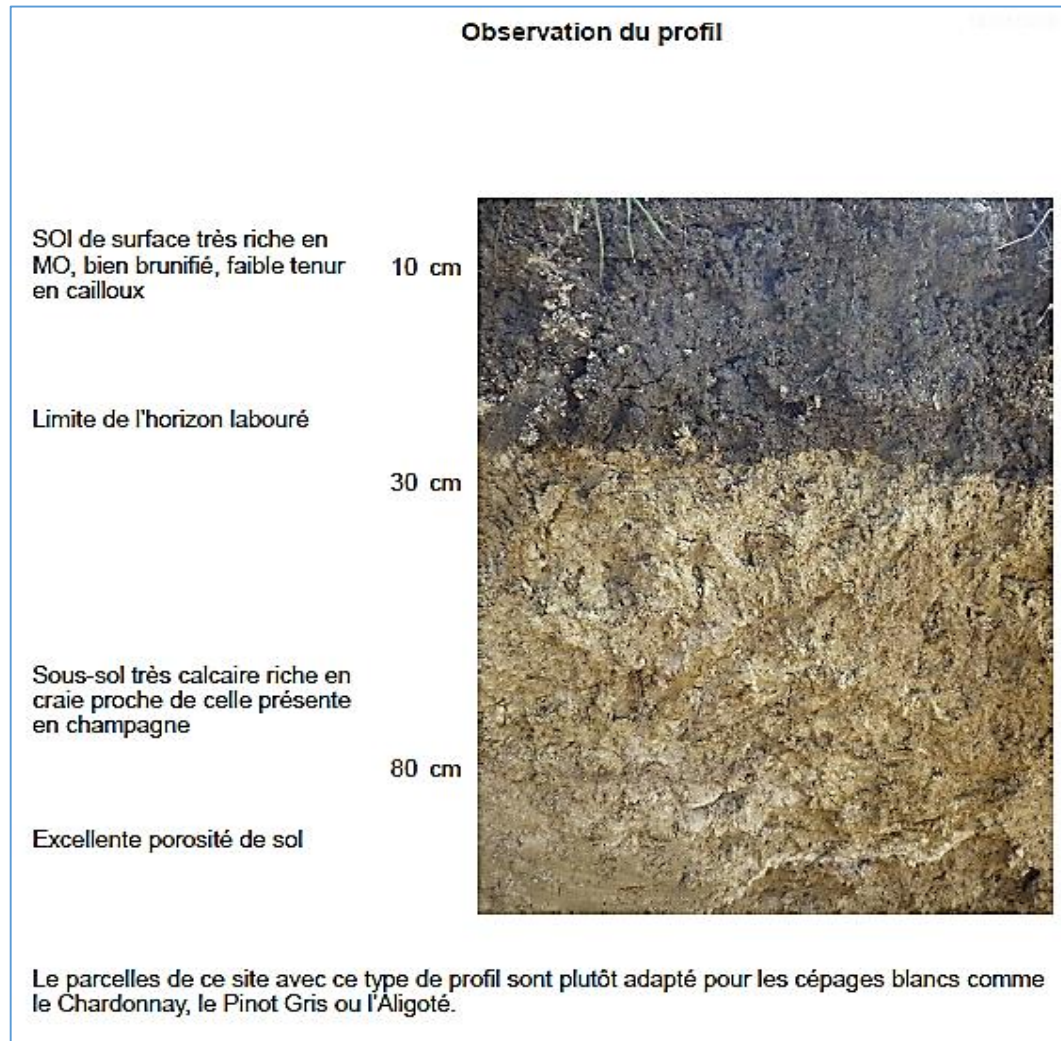 Observation du profil
SOl de surface très riche en
MO, bien brunifié, faible tenur
en cailloux
10 cm
Limite de l'horizon labouré
30 cm
Sous-sol très calcaire riche en
craie proche de celle présente
en champagne
80 cm
Excellente porosité de sol
Le parcelles de ce site avec ce type de profil sont plutôt adapté pour les cépages blancs comme
le Chardonnay, le Pinot Gris ou l'Aligoté.